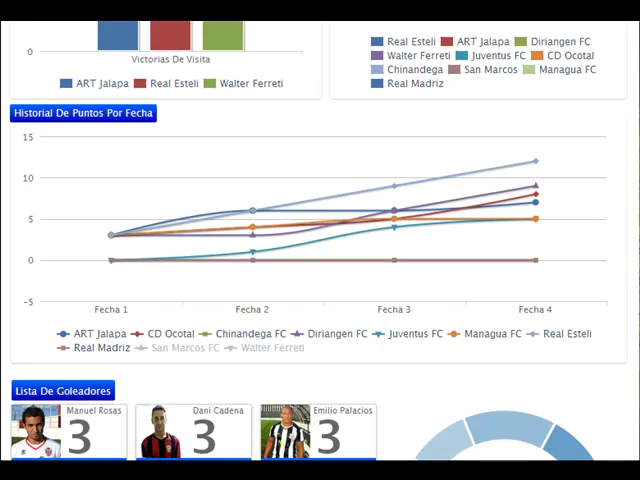 0
Victorias De Visita
ART Jalapa Real Esteli Walter Ferreti
Real Esteli ART Jalapa Diriangen FC
Walter Ferreti Juventus FC CD Ocotal
Chinandega San Marcos Managua FC
Real Madriz
Historial De Puntos Por Fecha
15
10
5
0
-5
Fecha 1 Fecha 2 Fecha 3 Fecha 4
ART Jalapa CD Ocotal Chinandega FC Diriangen FC Juventus FC Managua FC Real Esteli
Real Madriz San Marcos FC Walter Ferreti
Lista De Goleadores
Manuel Rosas
3
Dani Cadena
3
Emilio Palacios
3